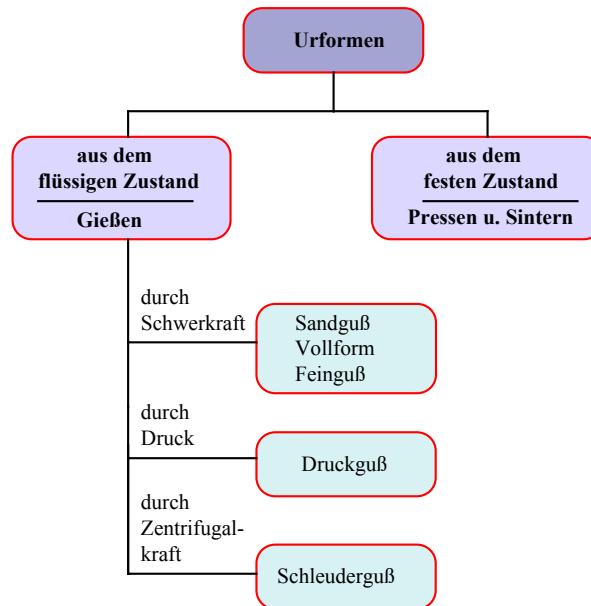 Urformen
aus dem
flüssigen Zustand
Gießen
aus dem
festen Zustand
Pressen u. Sintern
durch
Schwerkraft
Sandguß
Vollform
Feinguß
durch
Druck
Druckguß
durch
Zentrifugal-
kraft
Schleuderguß